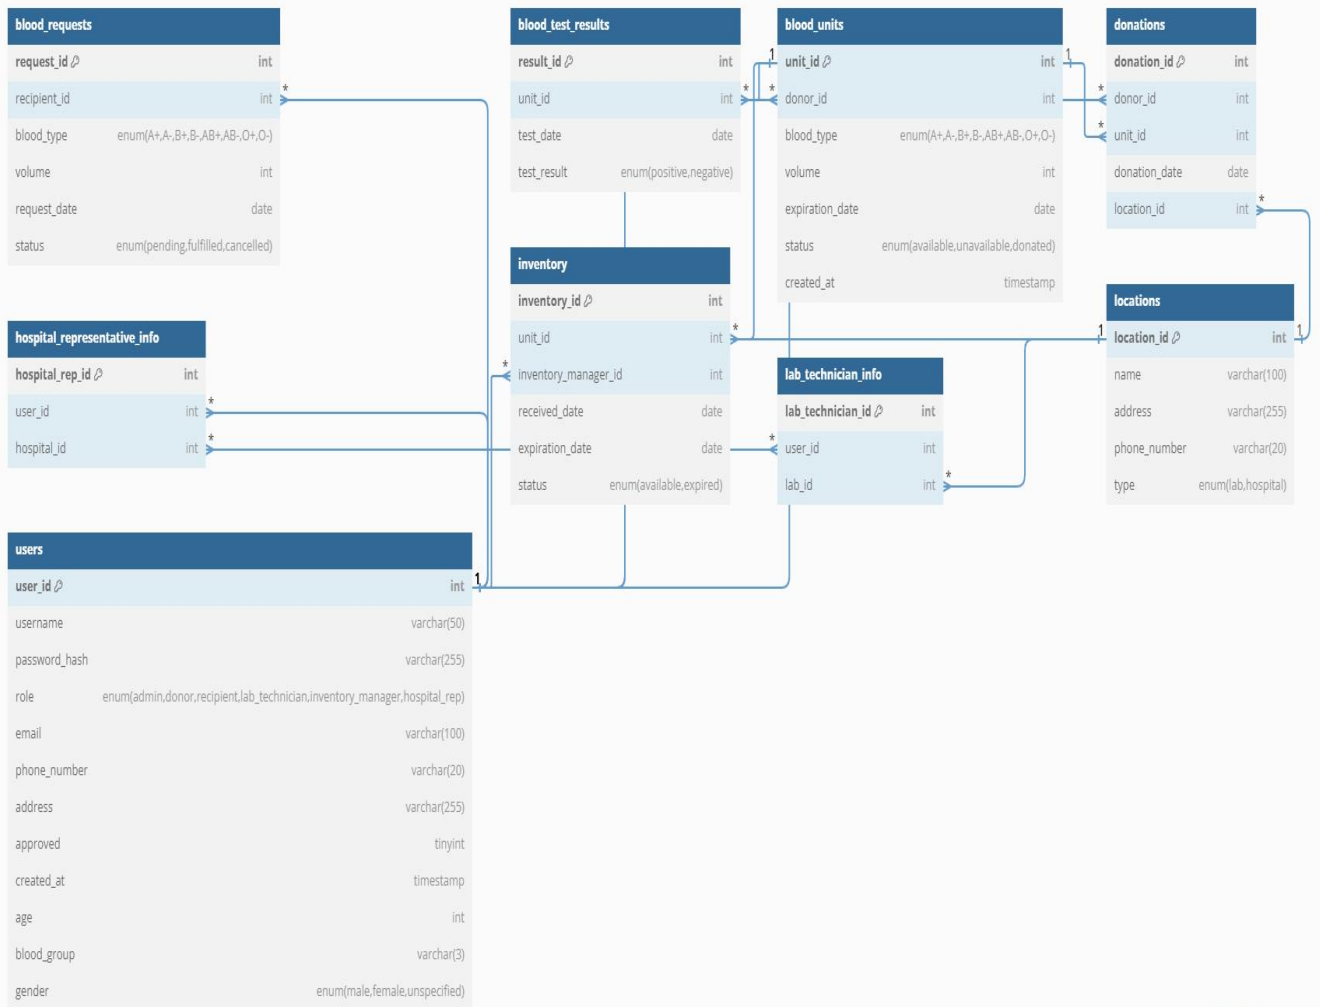 blood_requests
request_id int
recipient_id int
blood_type enum(A+,A-,B+,B-,AB+,AB-,O+,O-)
volume int
request_date date
status enum(pending,fulfilled,cancelled)
*
blood_test_results
result_id int
unit_id int
test_date date
test_result enum(positive,negative)
*
blood_units
1
unit_id int
1
*
donor_id int
blood_type enum(A+,A-,B+,B-,AB+,AB-,O+,O-)
volume int
expiration_date date
status enum(available,unavailable,donated)
created_at timestamp
donations
donation_id int
*
donor_id int
*
unit_id int
donation_date date
location_id int
*
hospital_representative_info
hospital_rep_id int
user_id int
*
hospital_id int
*
inventory
inventory_id int
unit_id int
*
*
inventory_manager_id int
received_date date
expiration_date date
status enum(available,expired)
lab_technician_info
lab_technician_id int
*
user_id int
lab_id int
*
locations
1
location_id int
1
name varchar(100)
address varchar(255)
phone_number varchar(20)
type enum(lab,hospital)
users
user_id int
1
username varchar(50)
password_hash varchar(255)
role enum(admin,donor,recipient,lab_technician,inventory_manager,hospital_rep)
email varchar(100)
phone_number varchar(20)
address varchar(255)
approved tinyint
created_at timestamp
age int
blood_group varchar(3)
gender enum(male,female,unspecified)